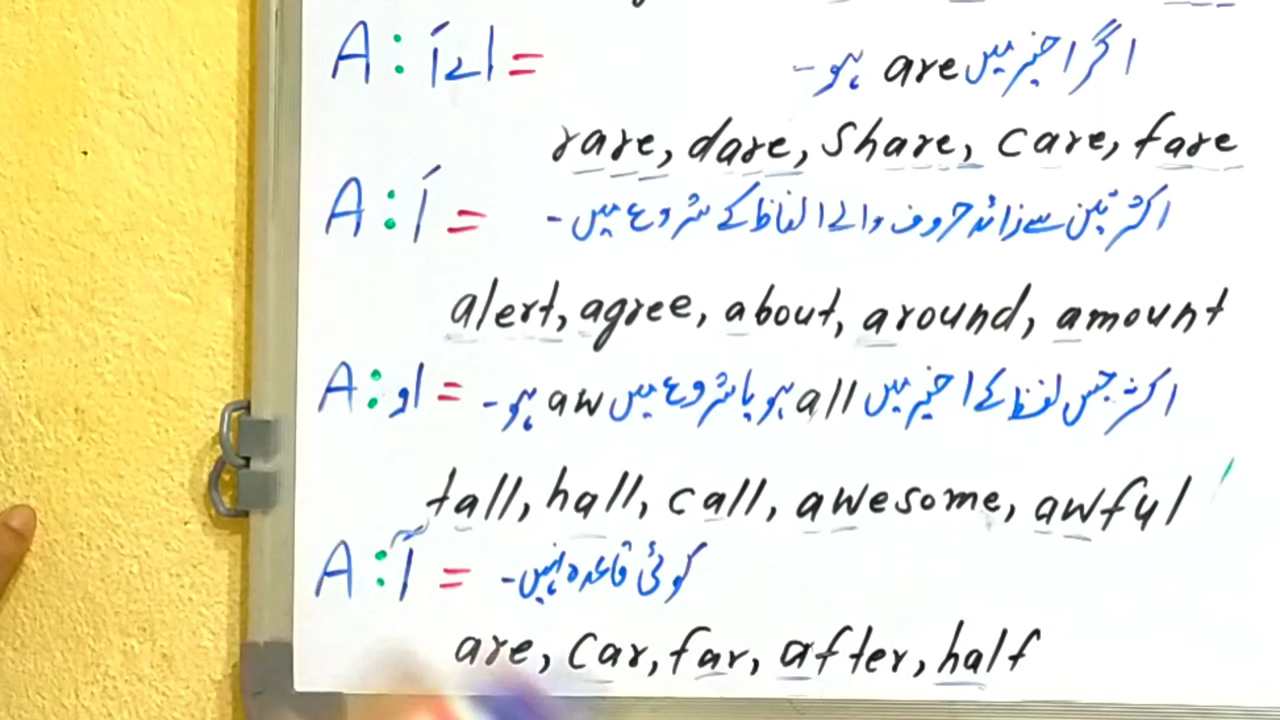 A : اَ اے = اگر اخیر میں are ہو -
rare, dare, share, care, fare
A : اَ = اکثر تین سے زائد حروف والے الفاظ کے شروع میں -
alert, agree, about, around, amount
A : او = اکثر جس لفظ کے اخیر میں all ہو یا شروع میں aw ہو -
tall, hall, call, awesome, awful
A : آ = کوئی قاعدہ نہیں -
are, car, far, after, half